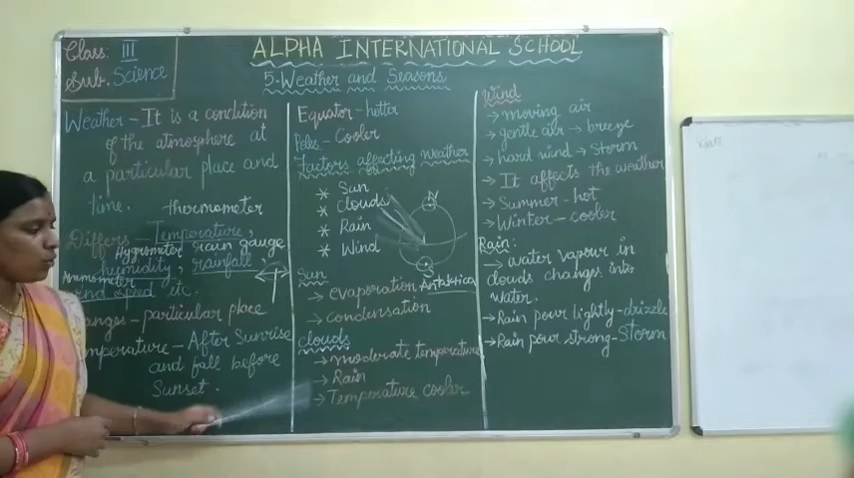 Class: III
Sub. Science
ALPHA INTERNATIONAL SCHOOL
5. Weather and Seasons
Weather - It is a condition
of the atmosphere at
a particular place and
time.
thermometer
Differs - Temperature,
Hygrometer rain gauge
humidity, rainfall,
Anamometer
ind speed etc.
anges - particular place
mperature - After Sunrise
and fall before
Sunset.
Equator - hotter
Poles - Cooler
Factors affecting weather
* Sun
* Clouds
* Rain
* Wind
N
S
Antarctica
Sun
→ evaporation
→ condensation
clouds
→ moderate temperature
→ Rain
→ Temperature cooler
Wind
→ moving air
→ gentle air → breeze
→ hard wind → storm
→ It affects the weather
→ Summer - hot
→ Winter - cooler
Rain:
→ water vapour in
clouds changes into
water.
→ Rain pour lightly - drizzle
→ Rain pour strong - Storm